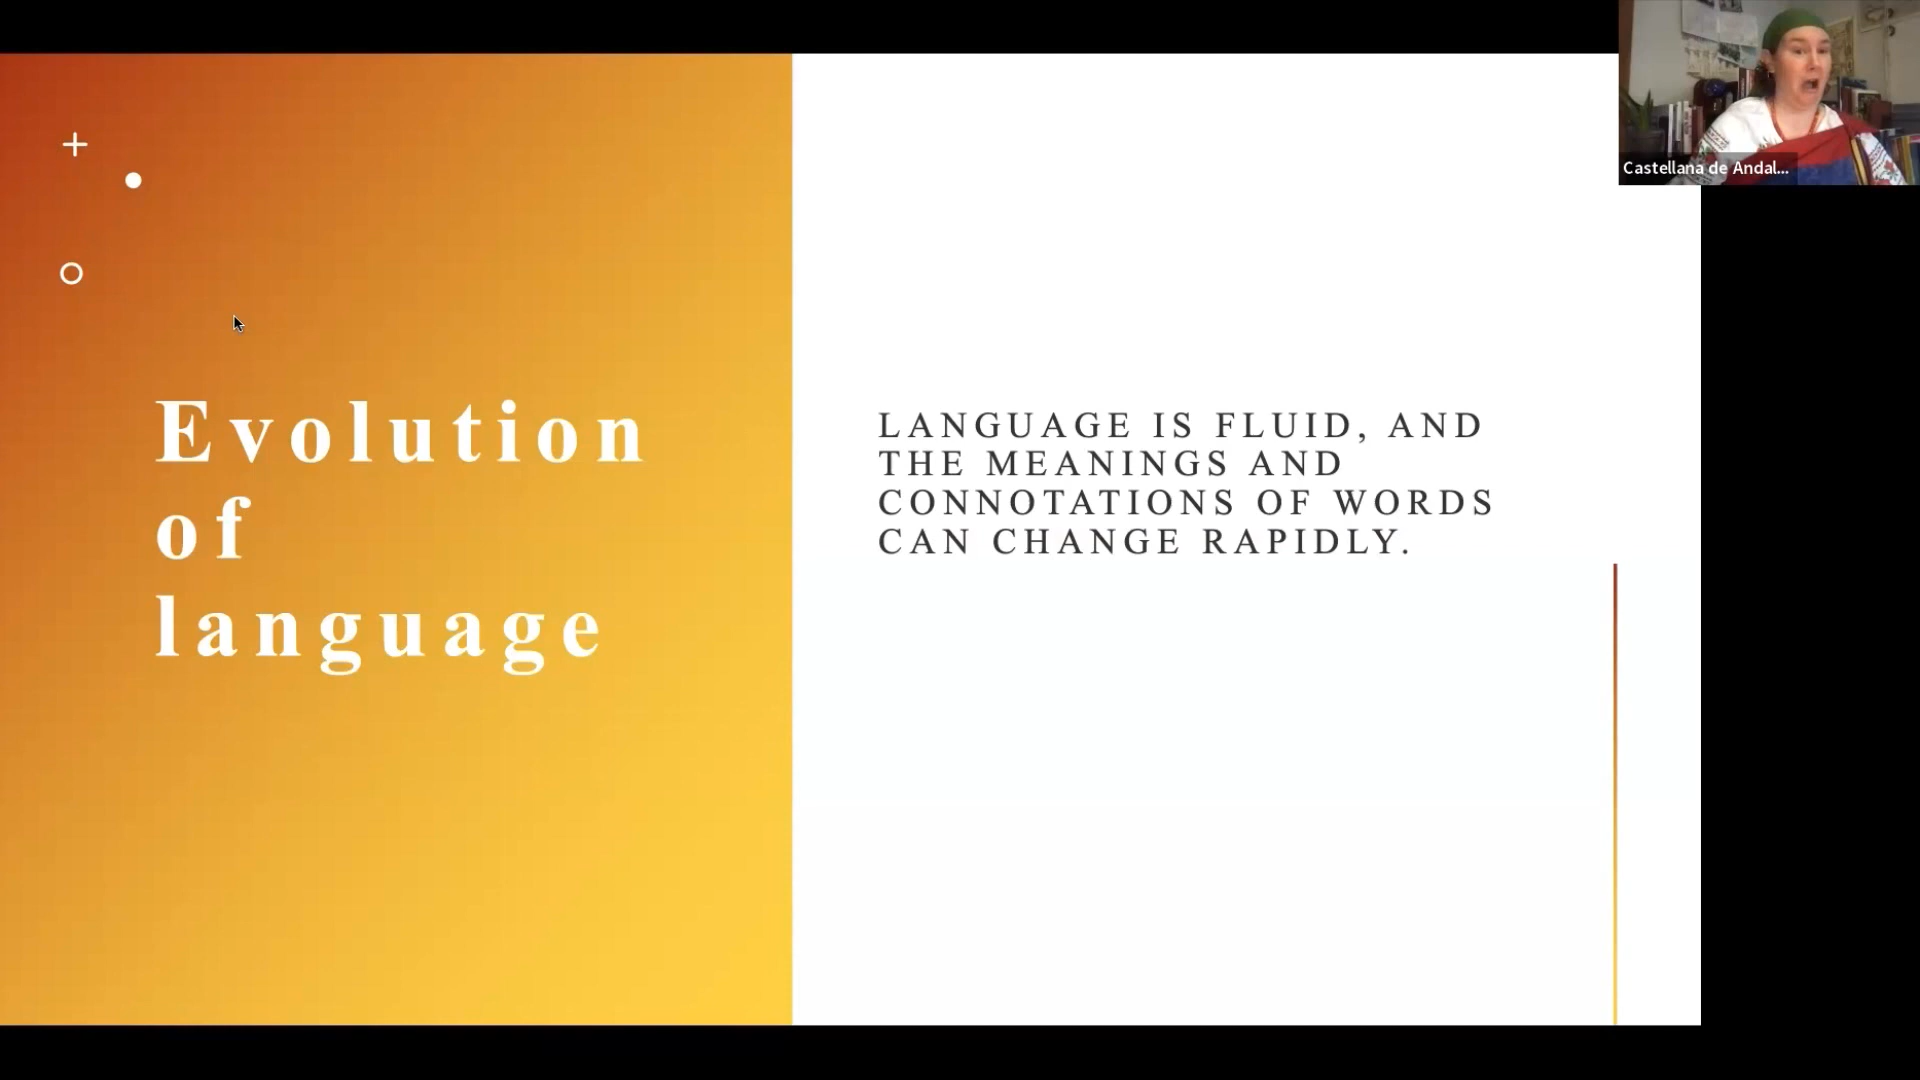 Evolution
of
language
LANGUAGE IS FLUID, AND
THE MEANINGS AND
CONNOTATIONS OF WORDS
CAN CHANGE RAPIDLY.
Castellana de Andal...